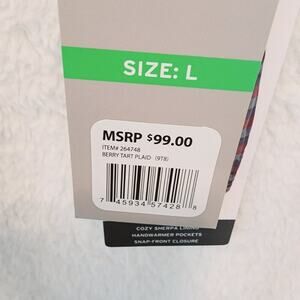 SIZE: L
MSRP $99.00
ITEM# 264748
BERRY TART PLAID (9T8)
7 45934 57428 8
COZY SHERPA LINING
HANDWARMER POCKETS
SNAP-FRONT CLOSURE